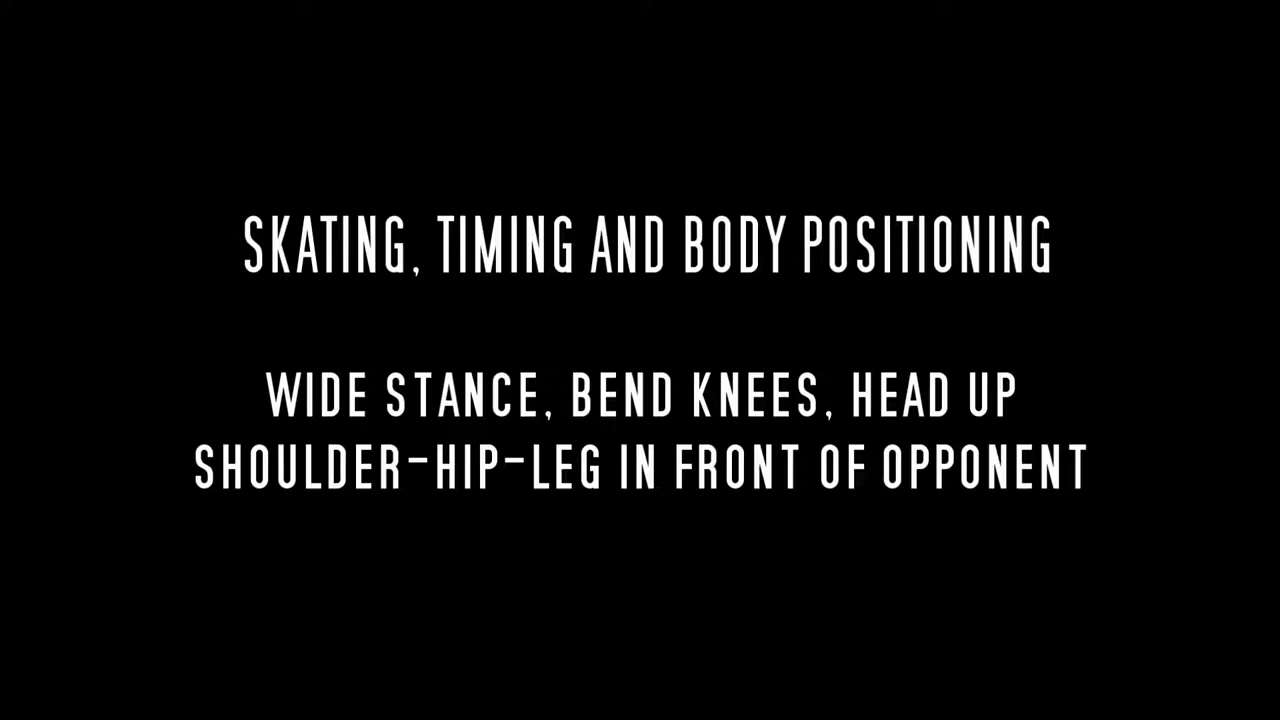 SKATING, TIMING AND BODY POSITIONING
WIDE STANCE, BEND KNEES, HEAD UP
SHOULDER-HIP-LEG IN FRONT OF OPPONENT